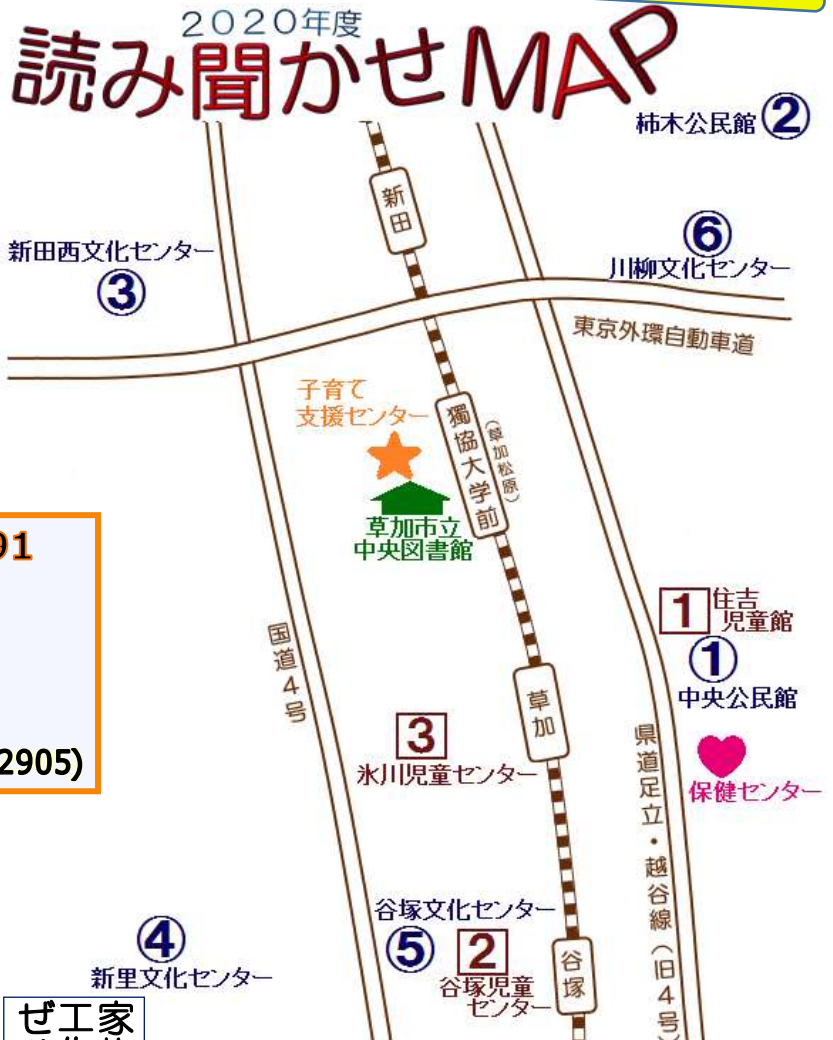 2020年度
読み聞かせMAP
柿木公民館②
新田
⑥
川柳文化センター
新田西文化センター
③
東京外環自動車道
子育て
支援センター
獨協大学前
(草加松原)
草加市立
中央図書館
91
2905)
1 住吉
児童館
①
中央公民館
国道4号
草加
3
氷川児童センター
県道足立・越谷線(旧4号)
保健センター
谷塚文化センター
⑤
2
谷塚児童
センター
谷塚
④
新里文化センター
ぜ工家